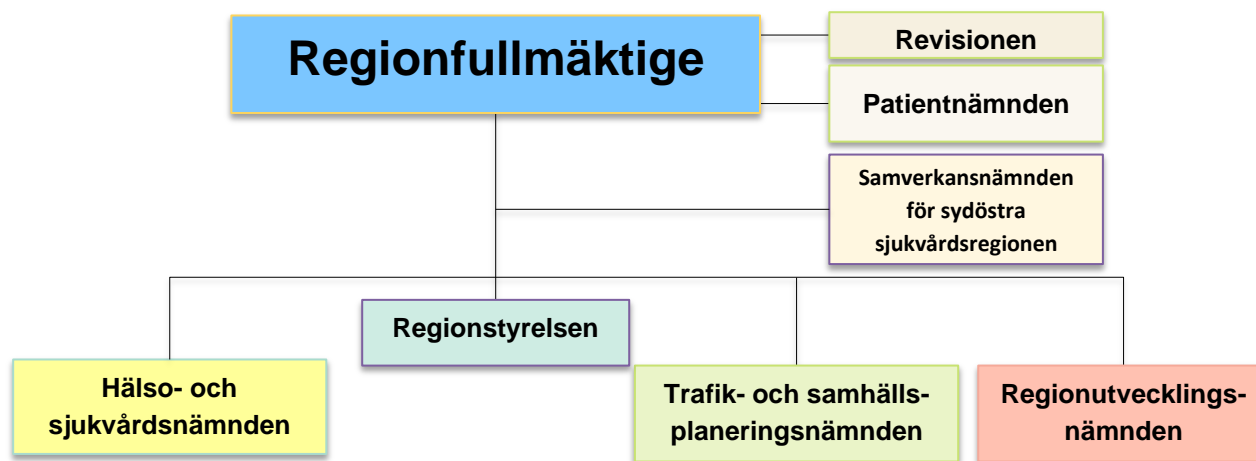 Regionfullmäktige
Revisionen
Patientnämnden
Samverkansnämnden
för sydöstra
sjukvårdsregionen
Regionstyrelsen
Hälso- och
sjukvårdsnämnden
Trafik- och samhälls-
planeringsnämnden
Regionutvecklings-
nämnden